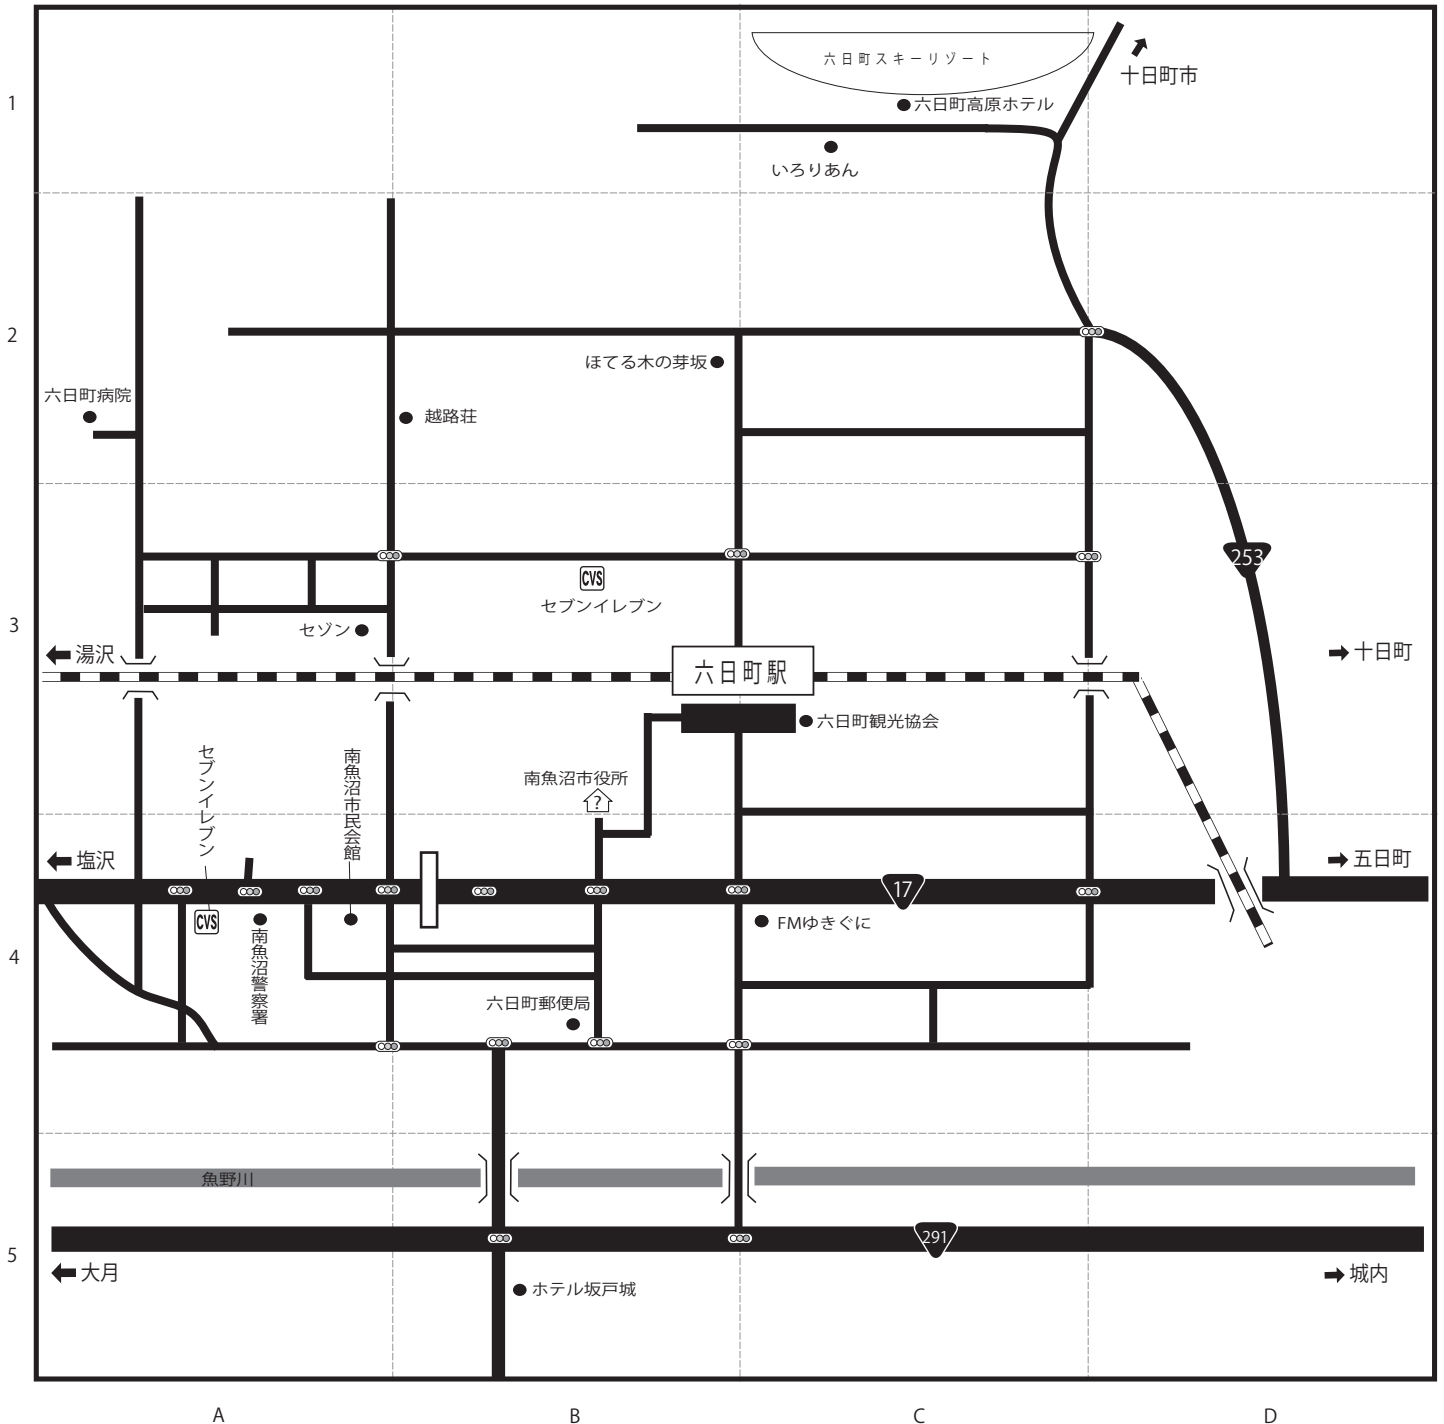 六日町スキーリゾート
十日町市
1
六日町高原ホテル
いろりあん
2
ほてる木の芽坂
六日町病院
越路荘
253
CVS
セブンイレブン
3
セゾン
湯沢
十日町
六日町駅
六日町観光協会
セブンイレブン
南魚沼市民会館
南魚沼市役所
?
塩沢
五日町
17
CVS
FMゆきぐに
南魚沼警察署
4
六日町郵便局
魚野川
291
5
大月
城内
ホテル坂戸城
A
B
C
D